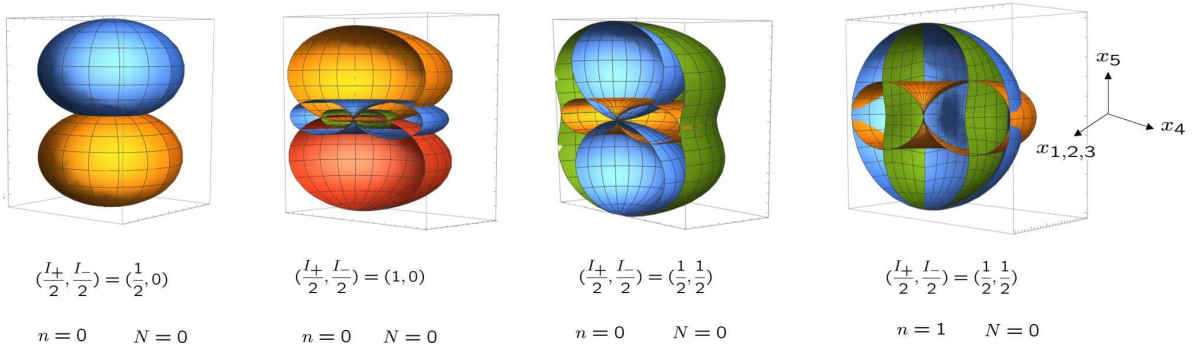 x₅
x₄
x₁,₂,₃
(I₊/2, I₋/2) = (1/2, 0)
n = 0 N = 0
(I₊/2, I₋/2) = (1, 0)
n = 0 N = 0
(I₊/2, I₋/2) = (1/2, 1/2)
n = 0 N = 0
(I₊/2, I₋/2) = (1/2, 1/2)
n = 1 N = 0